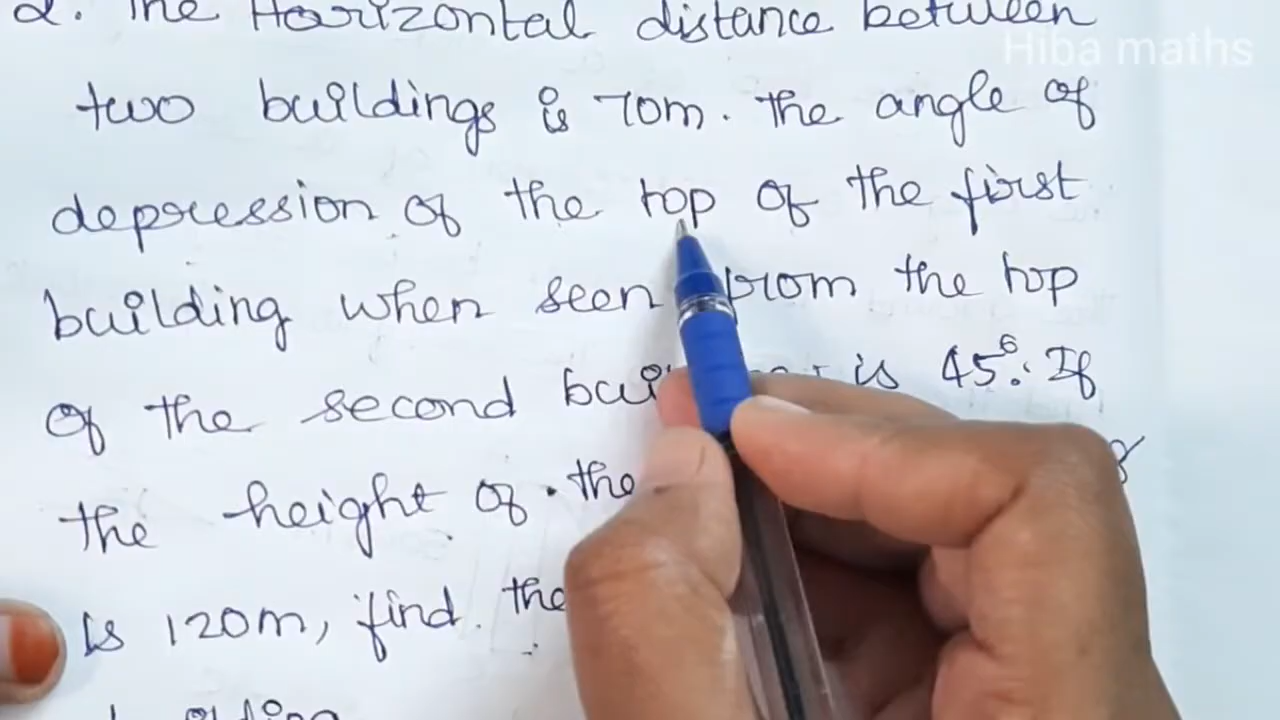 2. The Horizontal distance between
Hiba maths
two buildings is 70m. The angle of
depression of the top of the first
building when seen from the top
of the second is 45°. If
the height of the
is 120m, find the